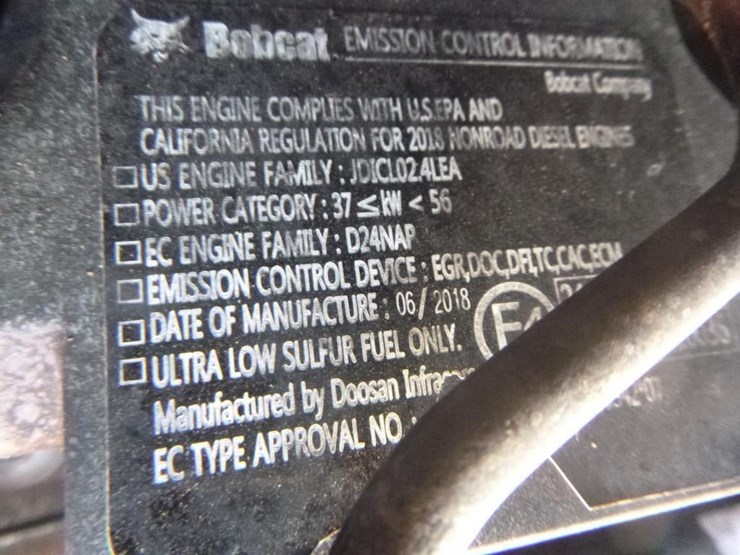 Bobcat EMISSION CONTROL INFORMATION
Bobcat Company
THIS ENGINE COMPLIES WITH U.S.EPA AND
CALIFORNIA REGULATION FOR 2018 NONROAD DIESEL ENGINES
□US ENGINE FAMILY : JDICL02.4LEA
□POWER CATEGORY : 37 ≤ kW < 56
□EC ENGINE FAMILY : D24NAP
□EMISSION CONTROL DEVICE : EGR,DOC,DFI,TC,CAC,ECM
□DATE OF MANUFACTURE : 06/2018
□ULTRA LOW SULFUR FUEL ONLY.
Manufactured by Doosan
EC TYPE APPROVAL NO.